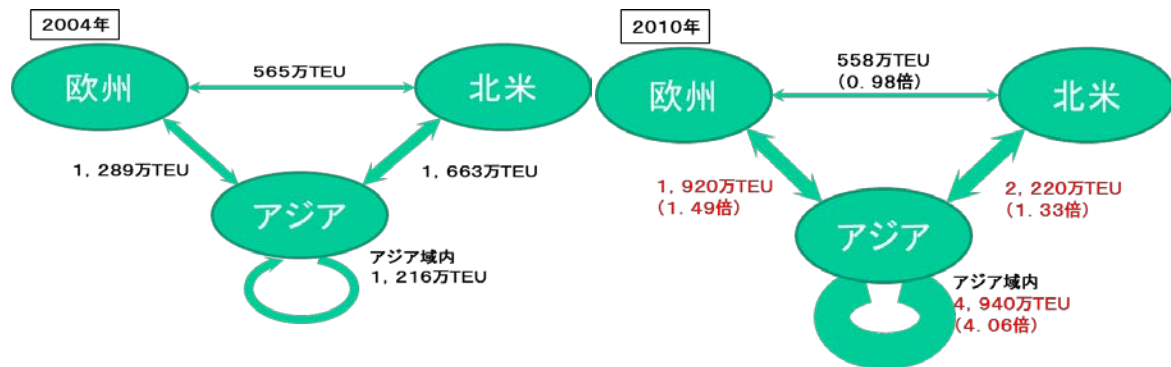 2004年
欧州
565万TEU
北米
1, 289万TEU
1, 663万TEU
アジア
アジア域内
1, 216万TEU
2010年
欧州
558万TEU
(0. 98倍)
北米
1, 920万TEU
(1. 49倍)
2, 220万TEU
(1. 33倍)
アジア
アジア域内
4, 940万TEU
(4. 06倍)